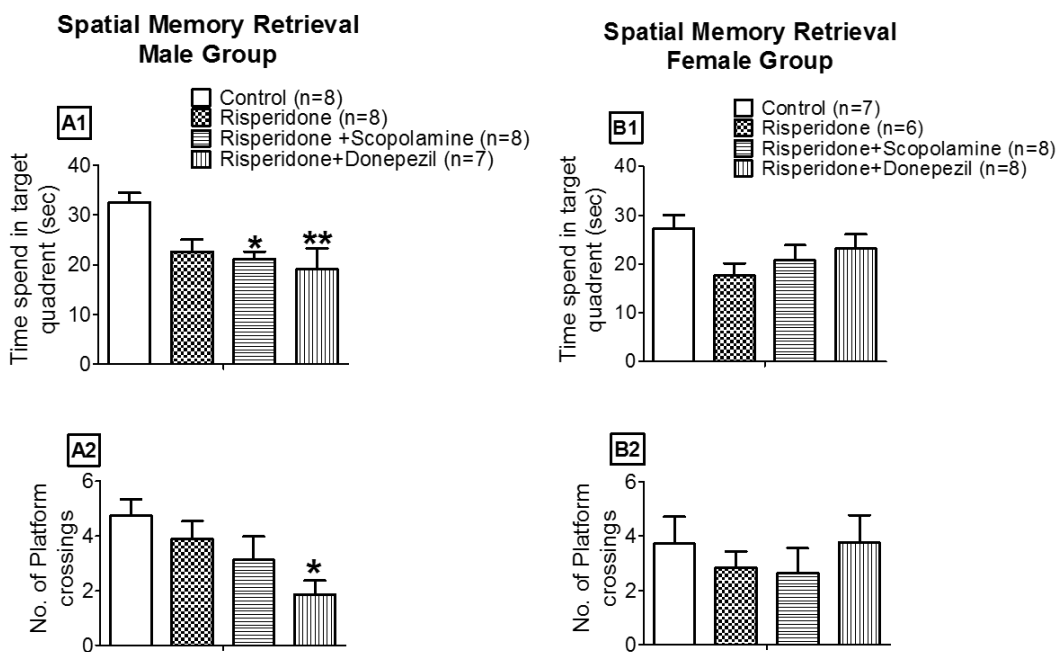 Spatial Memory Retrieval
Male Group
A1
Control (n=8)
Risperidone (n=8)
Risperidone +Scopolamine (n=8)
Risperidone+Donepezil (n=7)
Time spend in target
quadrent (sec)
40
30
20
10
0
*
**
Spatial Memory Retrieval
Female Group
B1
Control (n=7)
Risperidone (n=6)
Risperidone+Scopolamine (n=8)
Risperidone+Donepezil (n=8)
Time spend in target
quadrent (sec)
40
30
20
10
0
A2
No. of Platform
crossings
6
4
2
0
*
B2
No. of Platform
crossings
6
4
2
0